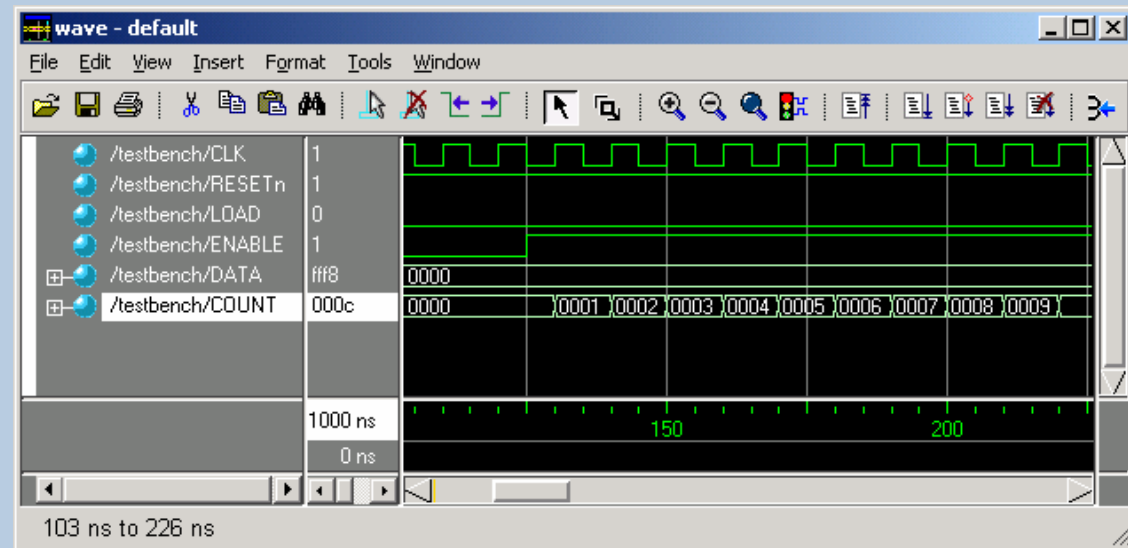 wave - default
File Edit View Insert Format Tools Window
/testbench/CLK 1
/testbench/RESETn 1
/testbench/LOAD 0
/testbench/ENABLE 1
/testbench/DATA fff8 0000
/testbench/COUNT 000c 0000 0001 0002 0003 0004 0005 0006 0007 0008 0009
1000 ns 150 200
0 ns
103 ns to 226 ns